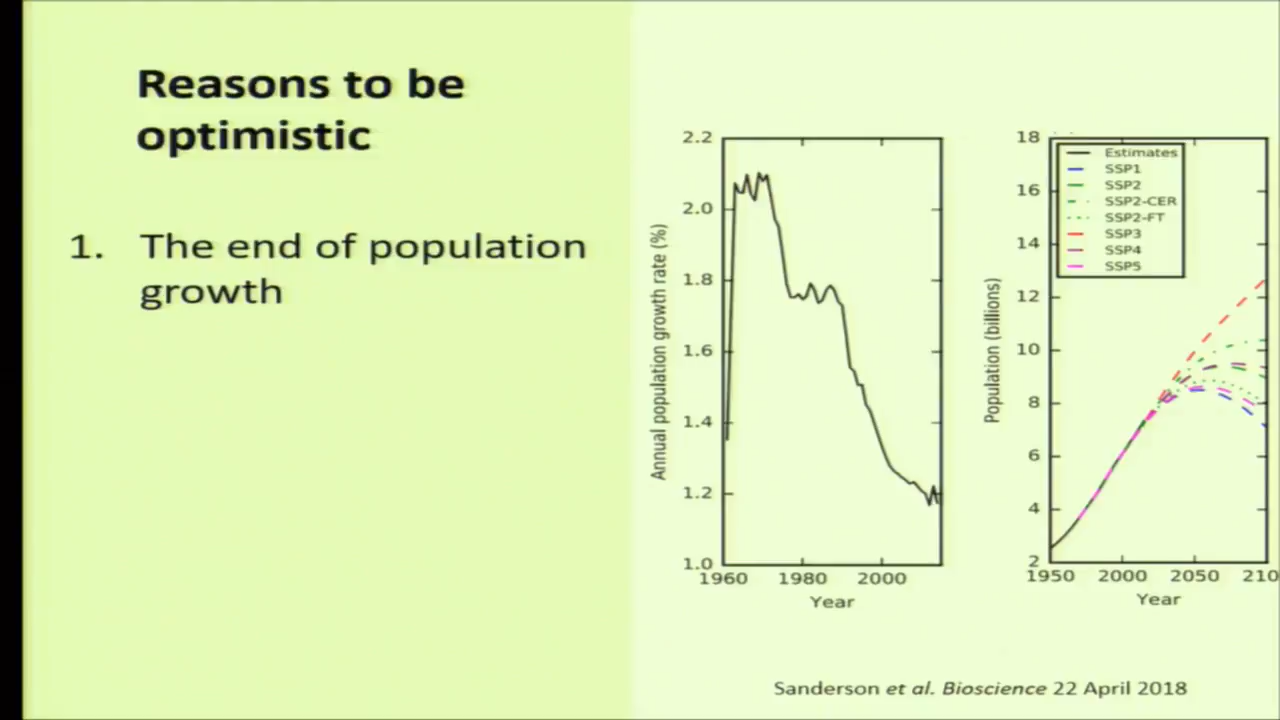 Reasons to be
optimistic
1. The end of population
growth
2.2
2.0
1.8
1.6
1.4
1.2
1.0
Annual population growth rate (%)
1960 1980 2000
Year
18
16
14
12
10
8
6
4
2
Population (billions)
Estimates
SSP1
SSP2
SSP2-CER
SSP2-FT
SSP3
SSP4
SSP5
1950 2000 2050 210
Year
Sanderson et al. Bioscience 22 April 2018